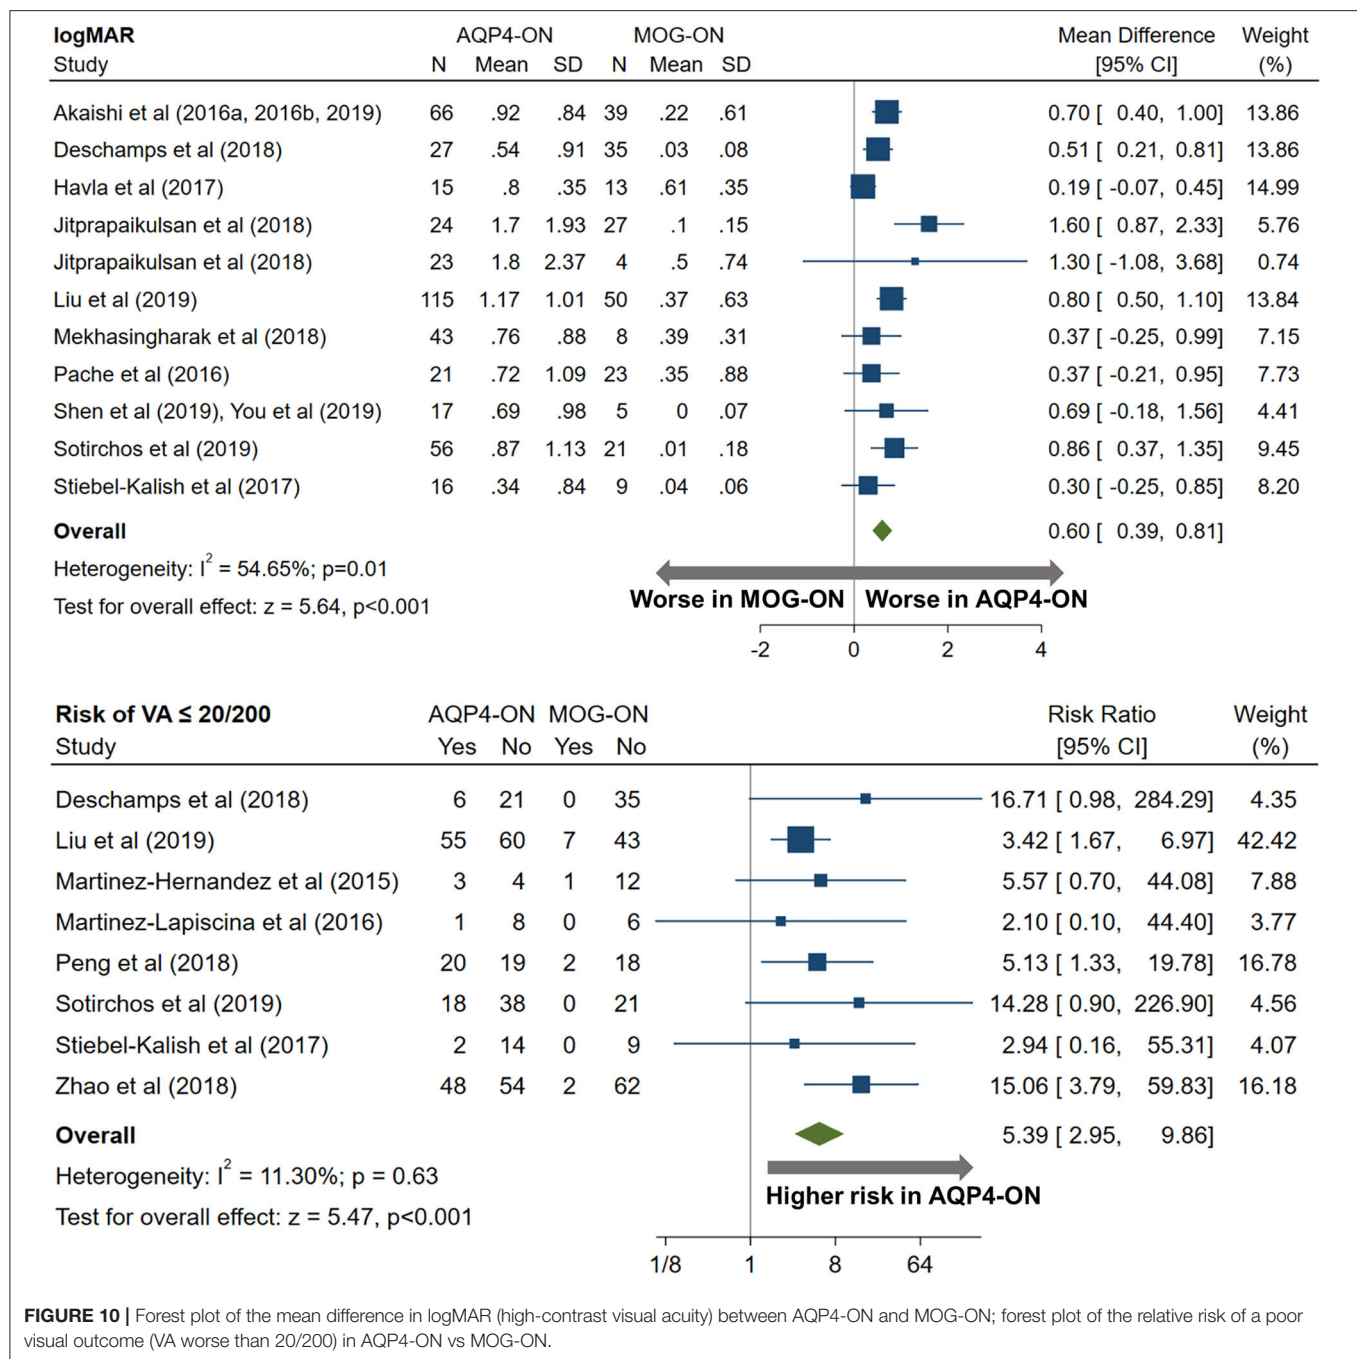 logMAR AQP4-ON MOG-ON Mean Difference Weight
Study N Mean SD N Mean SD [95% CI] (%)
Akaishi et al (2016a, 2016b, 2019) 66 .92 .84 39 .22 .61 0.70 [ 0.40, 1.00] 13.86
Deschamps et al (2018) 27 .54 .91 35 .03 .08 0.51 [ 0.21, 0.81] 13.86
Havla et al (2017) 15 .8 .35 13 .61 .35 0.19 [ -0.07, 0.45] 14.99
Jitprapaikulsan et al (2018) 24 1.7 1.93 27 .1 .15 1.60 [ 0.87, 2.33] 5.76
Jitprapaikulsan et al (2018) 23 1.8 2.37 4 .5 .74 1.30 [ -1.08, 3.68] 0.74
Liu et al (2019) 115 1.17 1.01 50 .37 .63 0.80 [ 0.50, 1.10] 13.84
Mekhasingharak et al (2018) 43 .76 .88 8 .39 .31 0.37 [ -0.25, 0.99] 7.15
Pache et al (2016) 21 .72 1.09 23 .35 .88 0.37 [ -0.21, 0.95] 7.73
Shen et al (2019), You et al (2019) 17 .69 .98 5 0 .07 0.69 [ -0.18, 1.56] 4.41
Sotirchos et al (2019) 56 .87 1.13 21 .01 .18 0.86 [ 0.37, 1.35] 9.45
Stiebel-Kalish et al (2017) 16 .34 .84 9 .04 .06 0.30 [ -0.25, 0.85] 8.20
Overall 0.60 [ 0.39, 0.81]
Heterogeneity: I² = 54.65%; p=0.01
Test for overall effect: z = 5.64, p<0.001
Worse in MOG-ON Worse in AQP4-ON
-2 0 2 4
Risk of VA ≤ 20/200 AQP4-ON MOG-ON Risk Ratio Weight
Study Yes No Yes No [95% CI] (%)
Deschamps et al (2018) 6 21 0 35 16.71 [ 0.98, 284.29] 4.35
Liu et al (2019) 55 60 7 43 3.42 [ 1.67, 6.97] 42.42
Martinez-Hernandez et al (2015) 3 4 1 12 5.57 [ 0.70, 44.08] 7.88
Martinez-Lapiscina et al (2016) 1 8 0 6 2.10 [ 0.10, 44.40] 3.77
Peng et al (2018) 20 19 2 18 5.13 [ 1.33, 19.78] 16.78
Sotirchos et al (2019) 18 38 0 21 14.28 [ 0.90, 226.90] 4.56
Stiebel-Kalish et al (2017) 2 14 0 9 2.94 [ 0.16, 55.31] 4.07
Zhao et al (2018) 48 54 2 62 15.06 [ 3.79, 59.83] 16.18
Overall 5.39 [ 2.95, 9.86]
Heterogeneity: I² = 11.30%; p = 0.63
Test for overall effect: z = 5.47, p<0.001
Higher risk in AQP4-ON
1/8 1 8 64
FIGURE 10 | Forest plot of the mean difference in logMAR (high-contrast visual acuity) between AQP4-ON and MOG-ON; forest plot of the relative risk of a poor
visual outcome (VA worse than 20/200) in AQP4-ON vs MOG-ON.